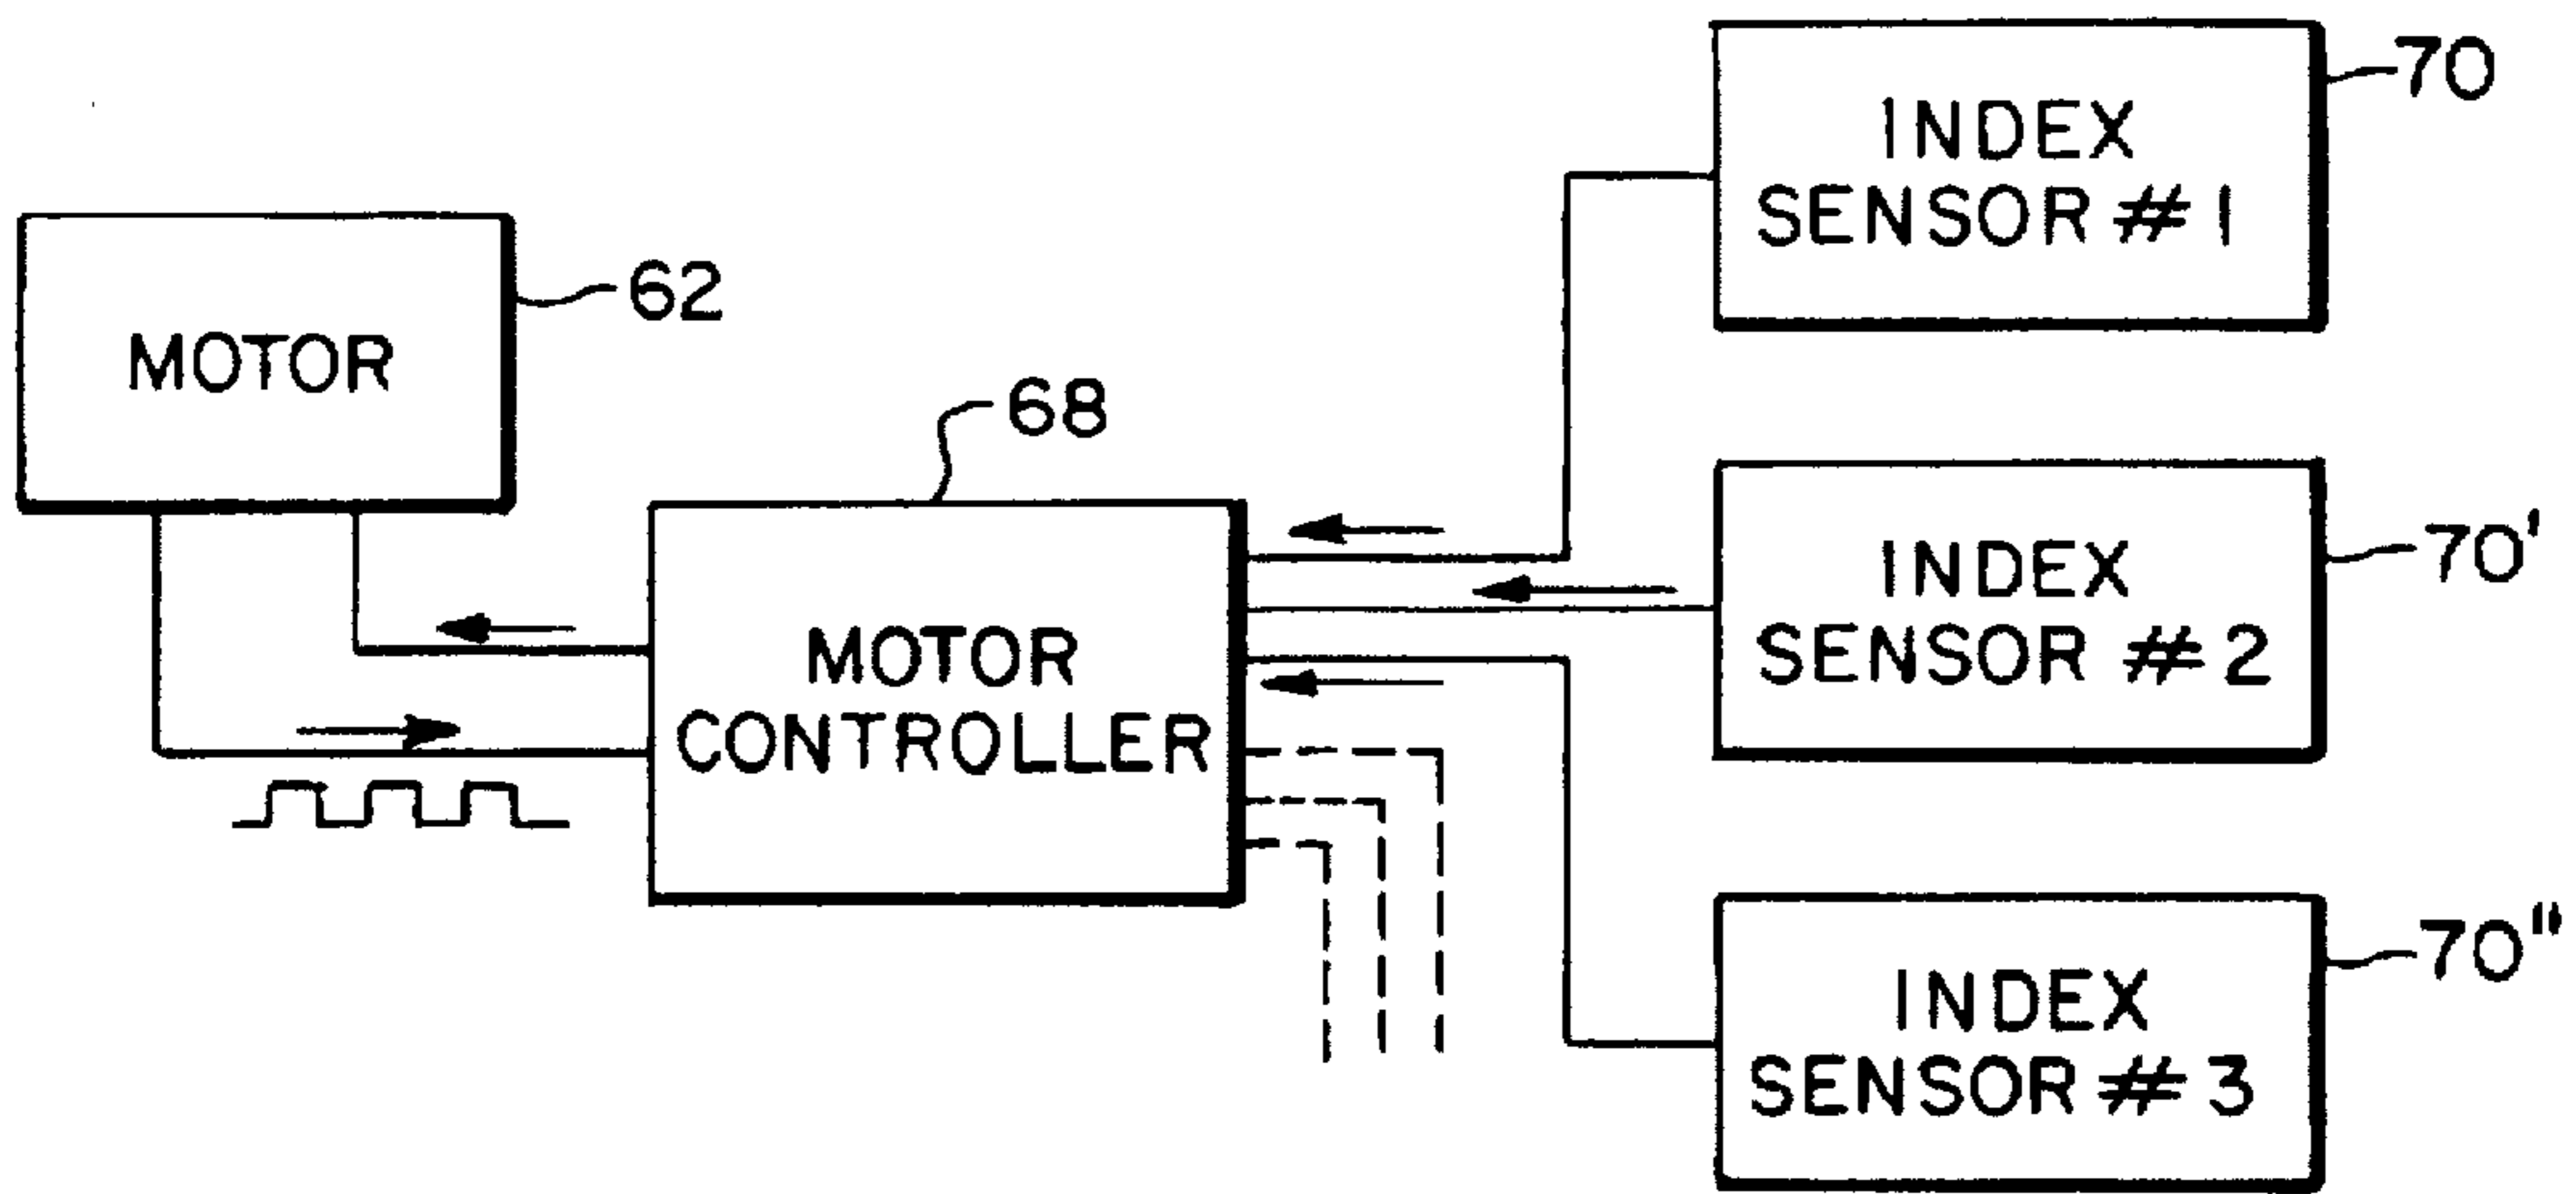 MOTOR
62
MOTOR
CONTROLLER
68
INDEX
SENSOR #1
70
INDEX
SENSOR #2
70'
INDEX
SENSOR #3
70"